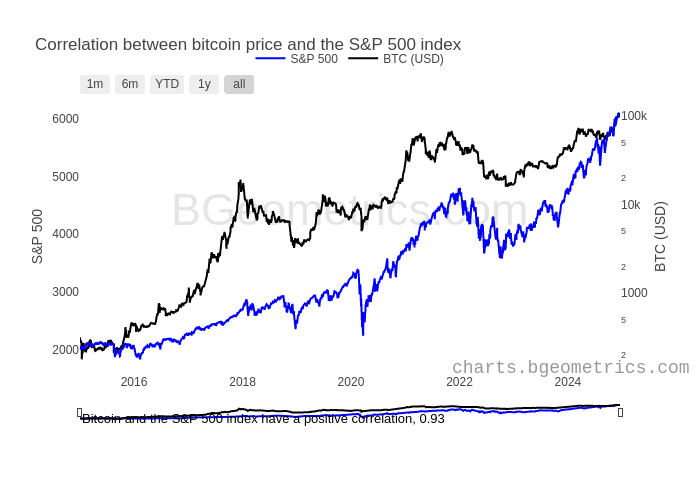 Correlation between bitcoin price and the S&P 500 index
S&P 500 BTC (USD)
1m 6m YTD 1y all
BGeometrics.com
S&P 500
6000
5000
4000
3000
2000
100k
5
2
10k
5
2
1000
5
2
BTC (USD)
charts.bgeometrics.com
2016 2018 2020 2022 2024
Bitcoin and the S&P 500 index have a positive correlation, 0.93